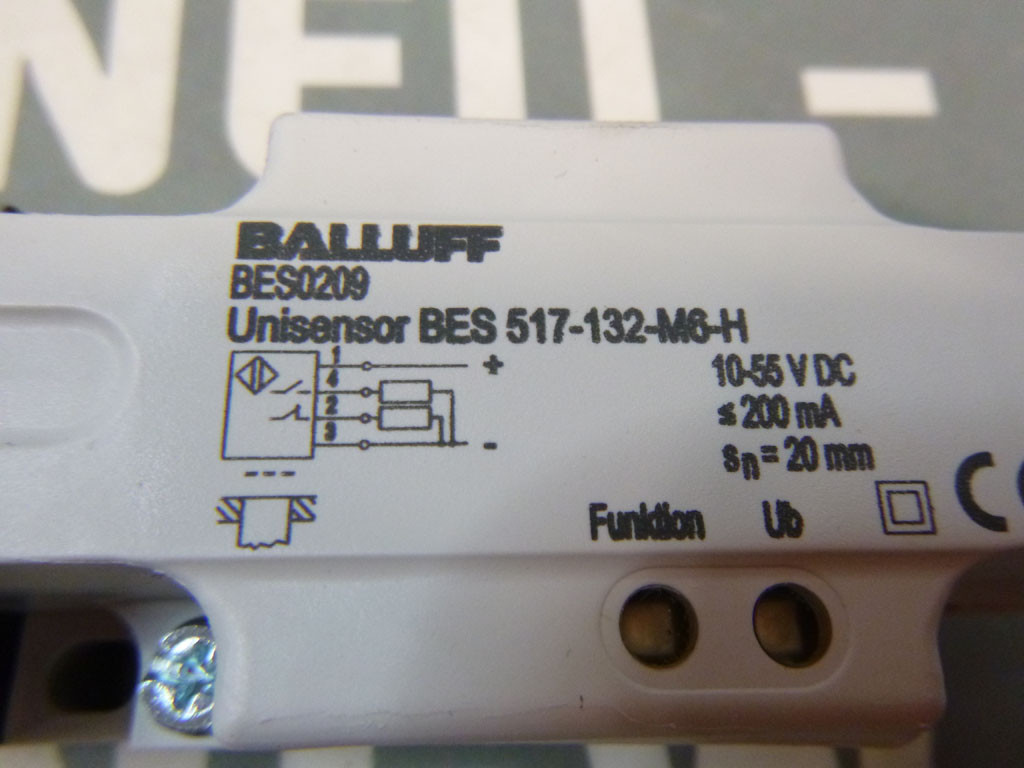 NEIL-
BALLUFF
BES0209
Unisensor BES 517-132-M6-H
1
4
2
3
+
-
10-55 V DC
≤ 200 mA
sn = 20 mm
Funktion Ub
CE